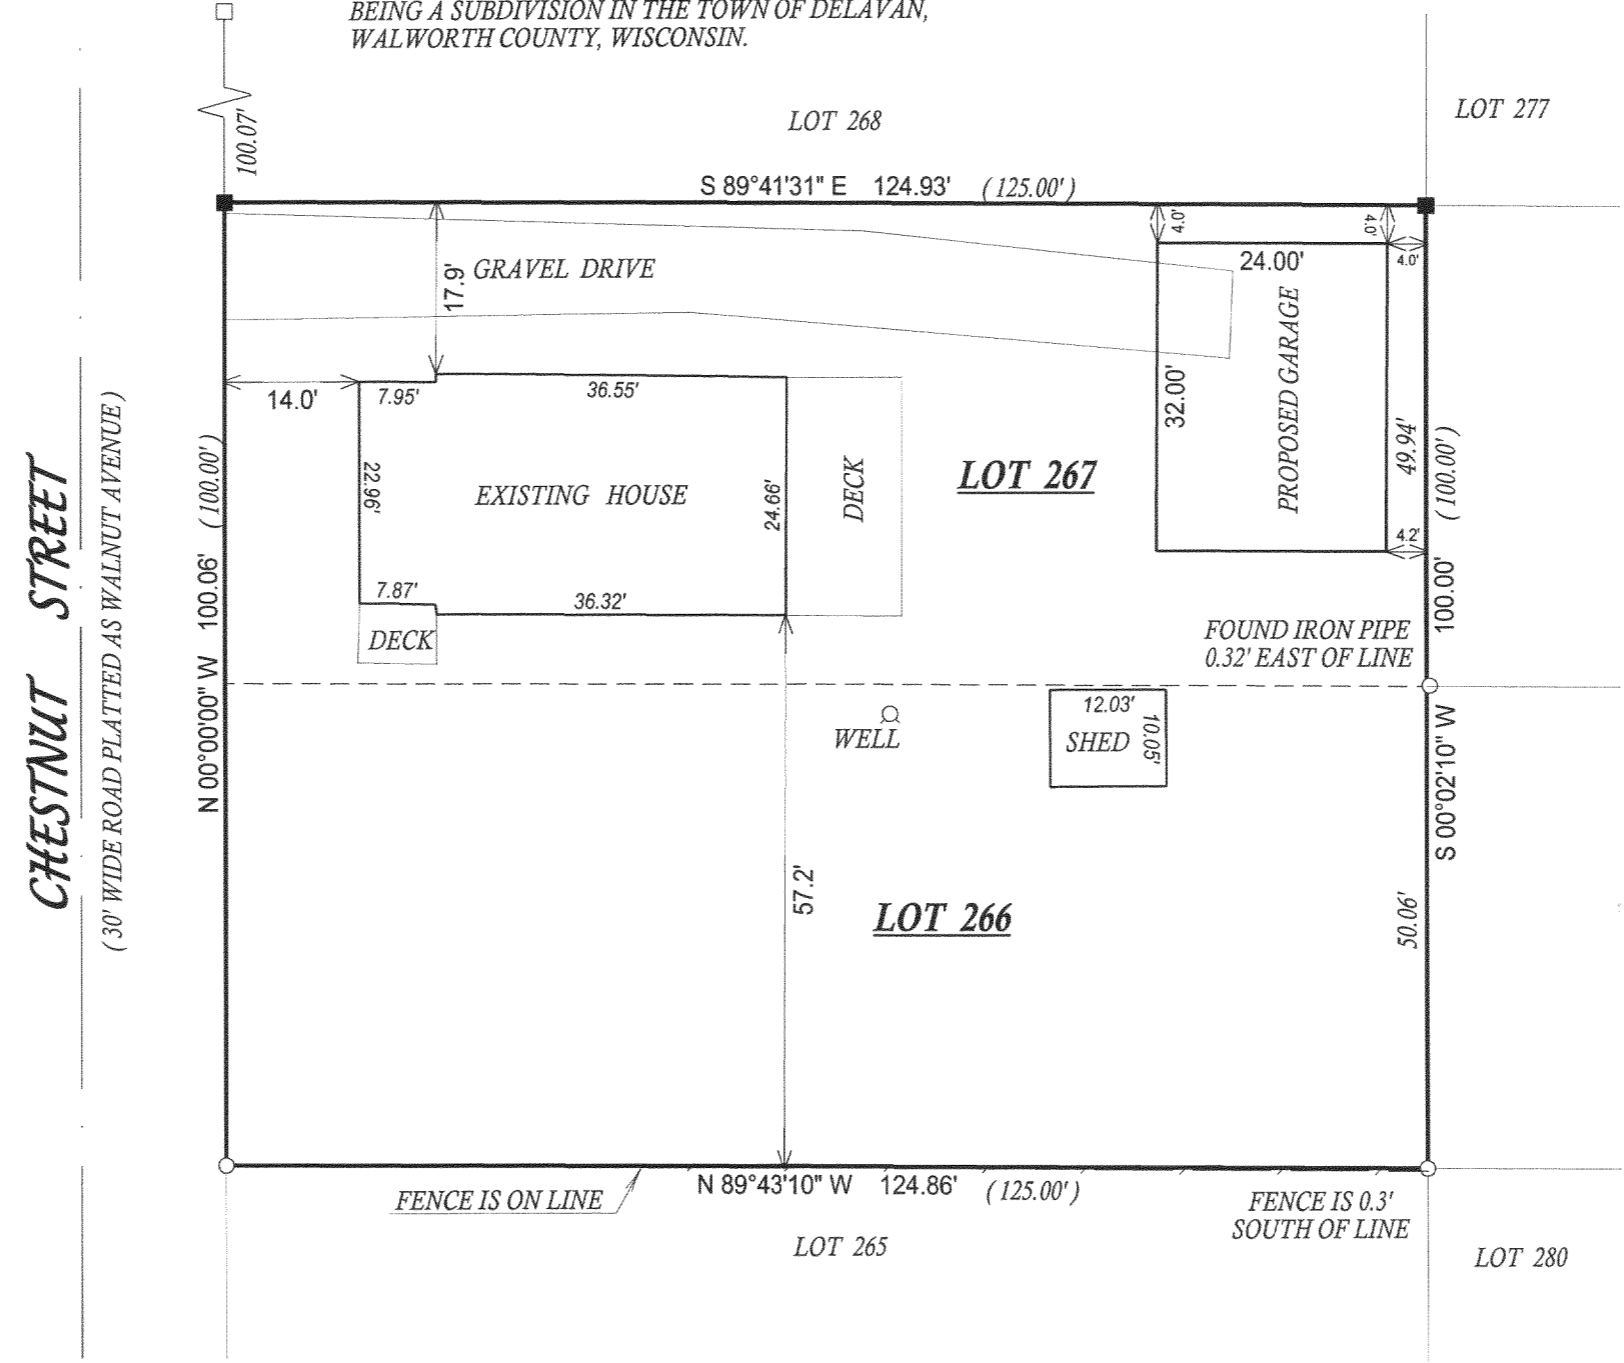 BEING A SUBDIVISION IN THE TOWN OF DELAVAN,
WALWORTH COUNTY, WISCONSIN.
100.07'
LOT 268
LOT 277
S 89°41'31" E 124.93' (125.00')
4.0'
4.0'
4.0'
17.9'
GRAVEL DRIVE
24.00'
PROPOSED GARAGE
32.00'
49.94'
4.2'
14.0'
7.95'
36.55'
22.96'
EXISTING HOUSE
24.66'
DECK
LOT 267
7.87'
36.32'
DECK
CHESTNUT STREET
(30' WIDE ROAD PLATTED AS WALNUT AVENUE)
N 00°00'00" W 100.06' (100.00')
S 00°02'10" W 100.00' (100.00')
FOUND IRON PIPE
0.32' EAST OF LINE
WELL
12.03'
SHED
10.05'
57.2'
LOT 266
50.06'
FENCE IS ON LINE
N 89°43'10" W 124.86' (125.00')
FENCE IS 0.3'
SOUTH OF LINE
LOT 265
LOT 280